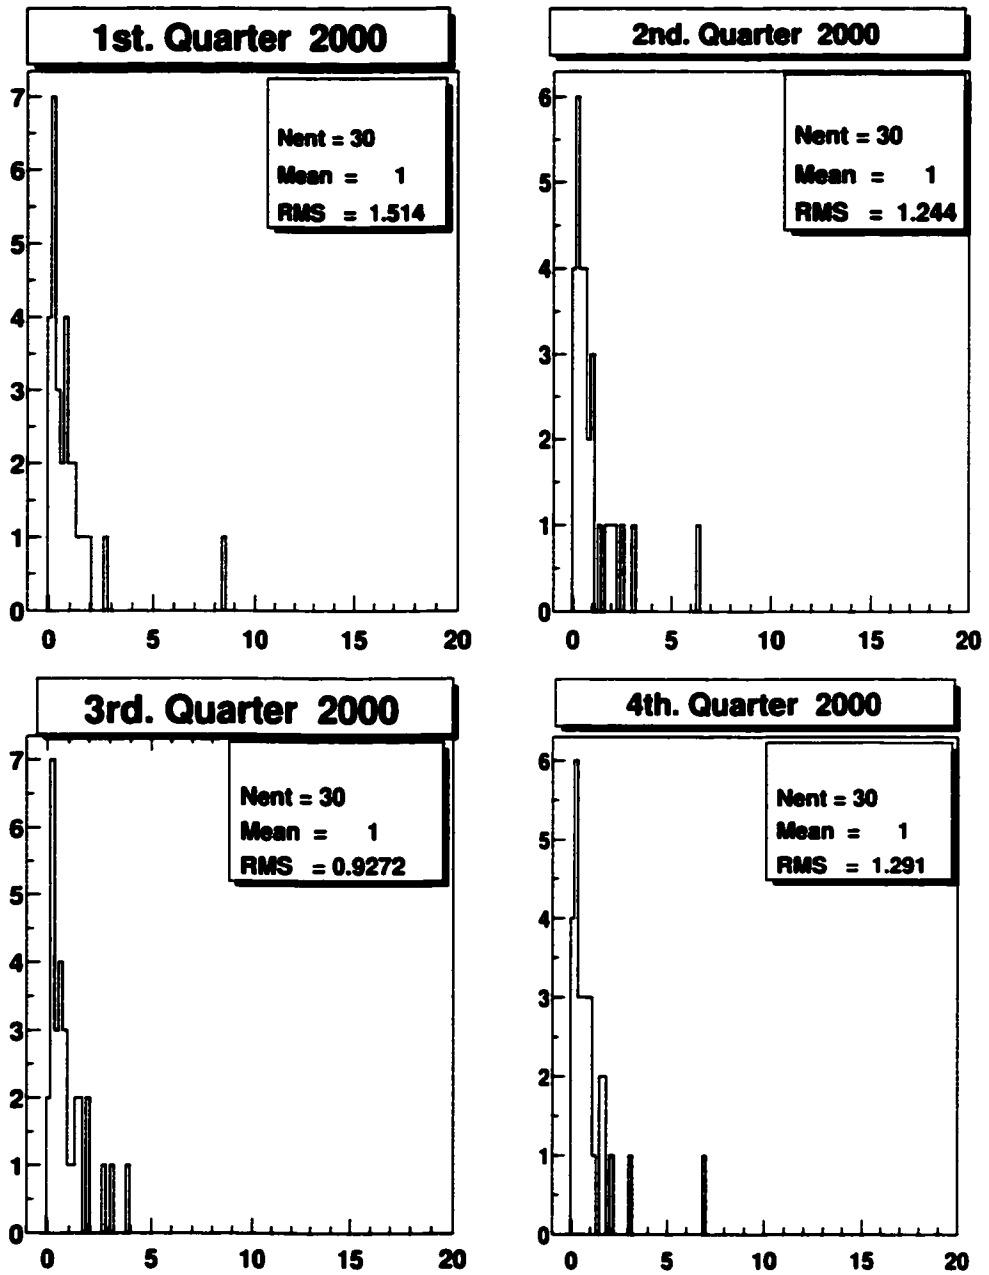 1st. Quarter 2000
Nent = 30
Mean = 1
RMS = 1.514
7
6
5
4
3
2
1
0
0 5 10 15 20
2nd. Quarter 2000
Nent = 30
Mean = 1
RMS = 1.244
6
5
4
3
2
1
0
0 5 10 15 20
3rd. Quarter 2000
Nent = 30
Mean = 1
RMS = 0.9272
7
6
5
4
3
2
1
0
0 5 10 15 20
4th. Quarter 2000
Nent = 30
Mean = 1
RMS = 1.291
6
5
4
3
2
1
0
0 5 10 15 20